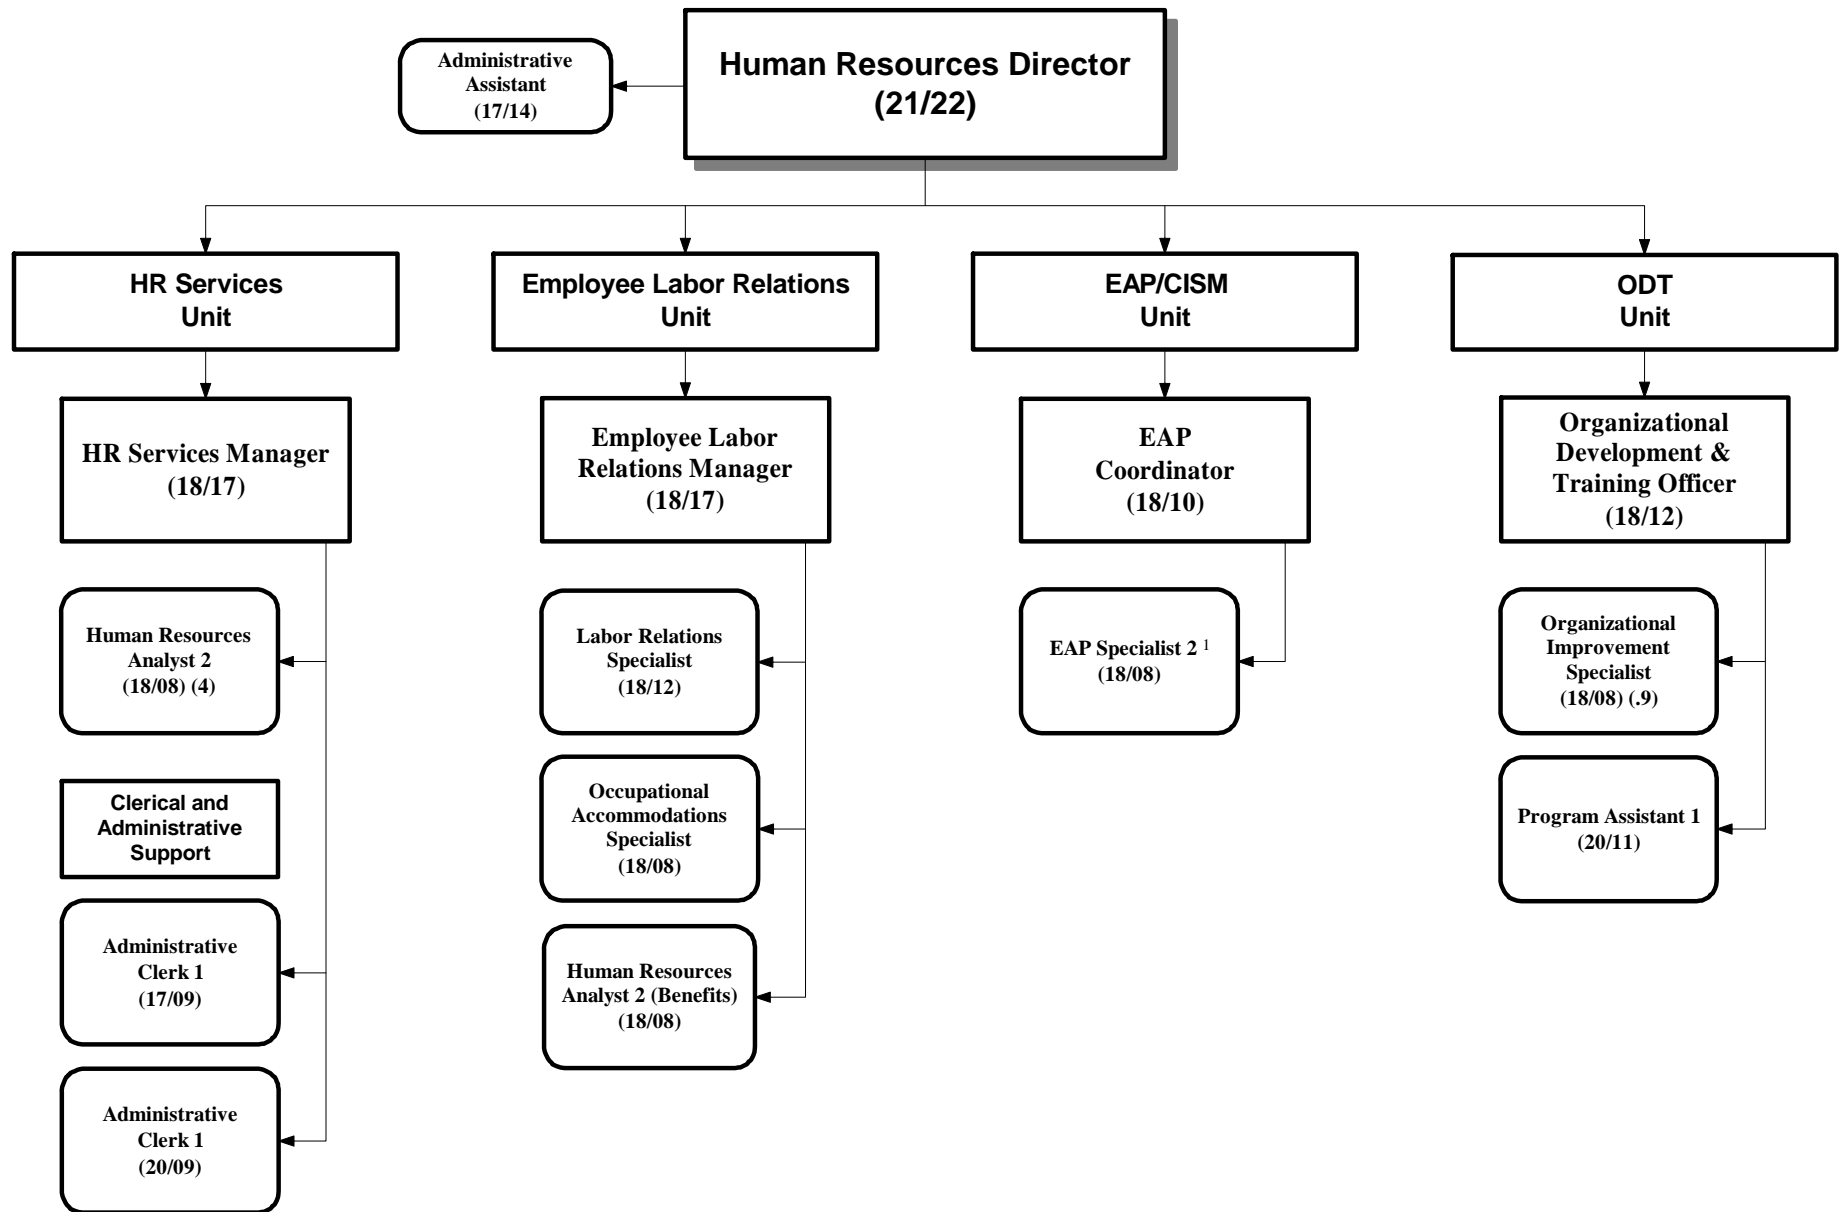 Administrative
Assistant
(17/14)
Human Resources Director
(21/22)
HR Services
Unit
Employee Labor Relations
Unit
EAP/CISM
Unit
ODT
Unit
HR Services Manager
(18/17)
Employee Labor
Relations Manager
(18/17)
EAP
Coordinator
(18/10)
Organizational
Development &
Training Officer
(18/12)
Human Resources
Analyst 2
(18/08) (4)
Labor Relations
Specialist
(18/12)
EAP Specialist 2 ¹
(18/08)
Organizational
Improvement
Specialist
(18/08) (.9)
Clerical and
Administrative
Support
Occupational
Accommodations
Specialist
(18/08)
Program Assistant 1
(20/11)
Administrative
Clerk 1
(17/09)
Human Resources
Analyst 2 (Benefits)
(18/08)
Administrative
Clerk 1
(20/09)